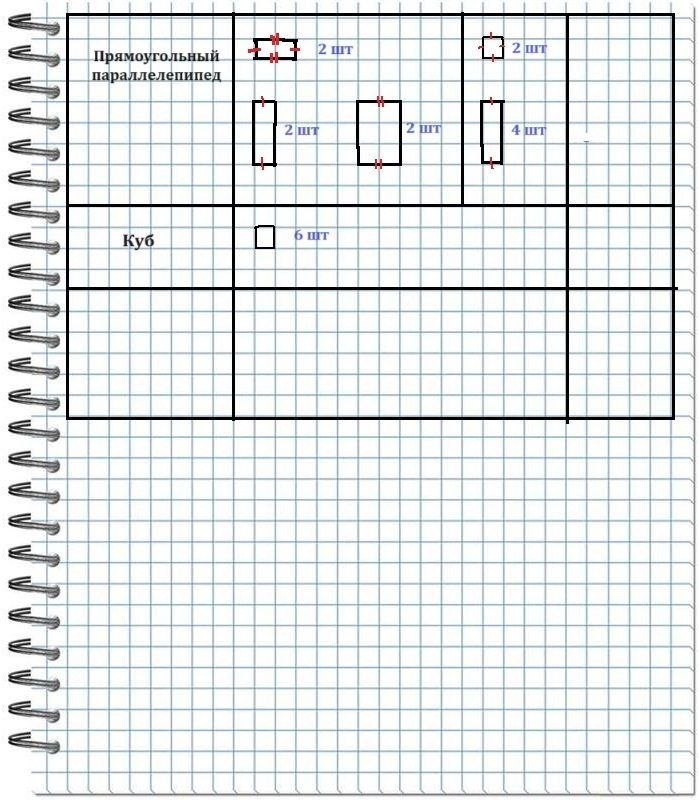 Прямоугольный
параллелепипед
2 шт
2 шт
2 шт
2 шт
4 шт
Куб
6 шт